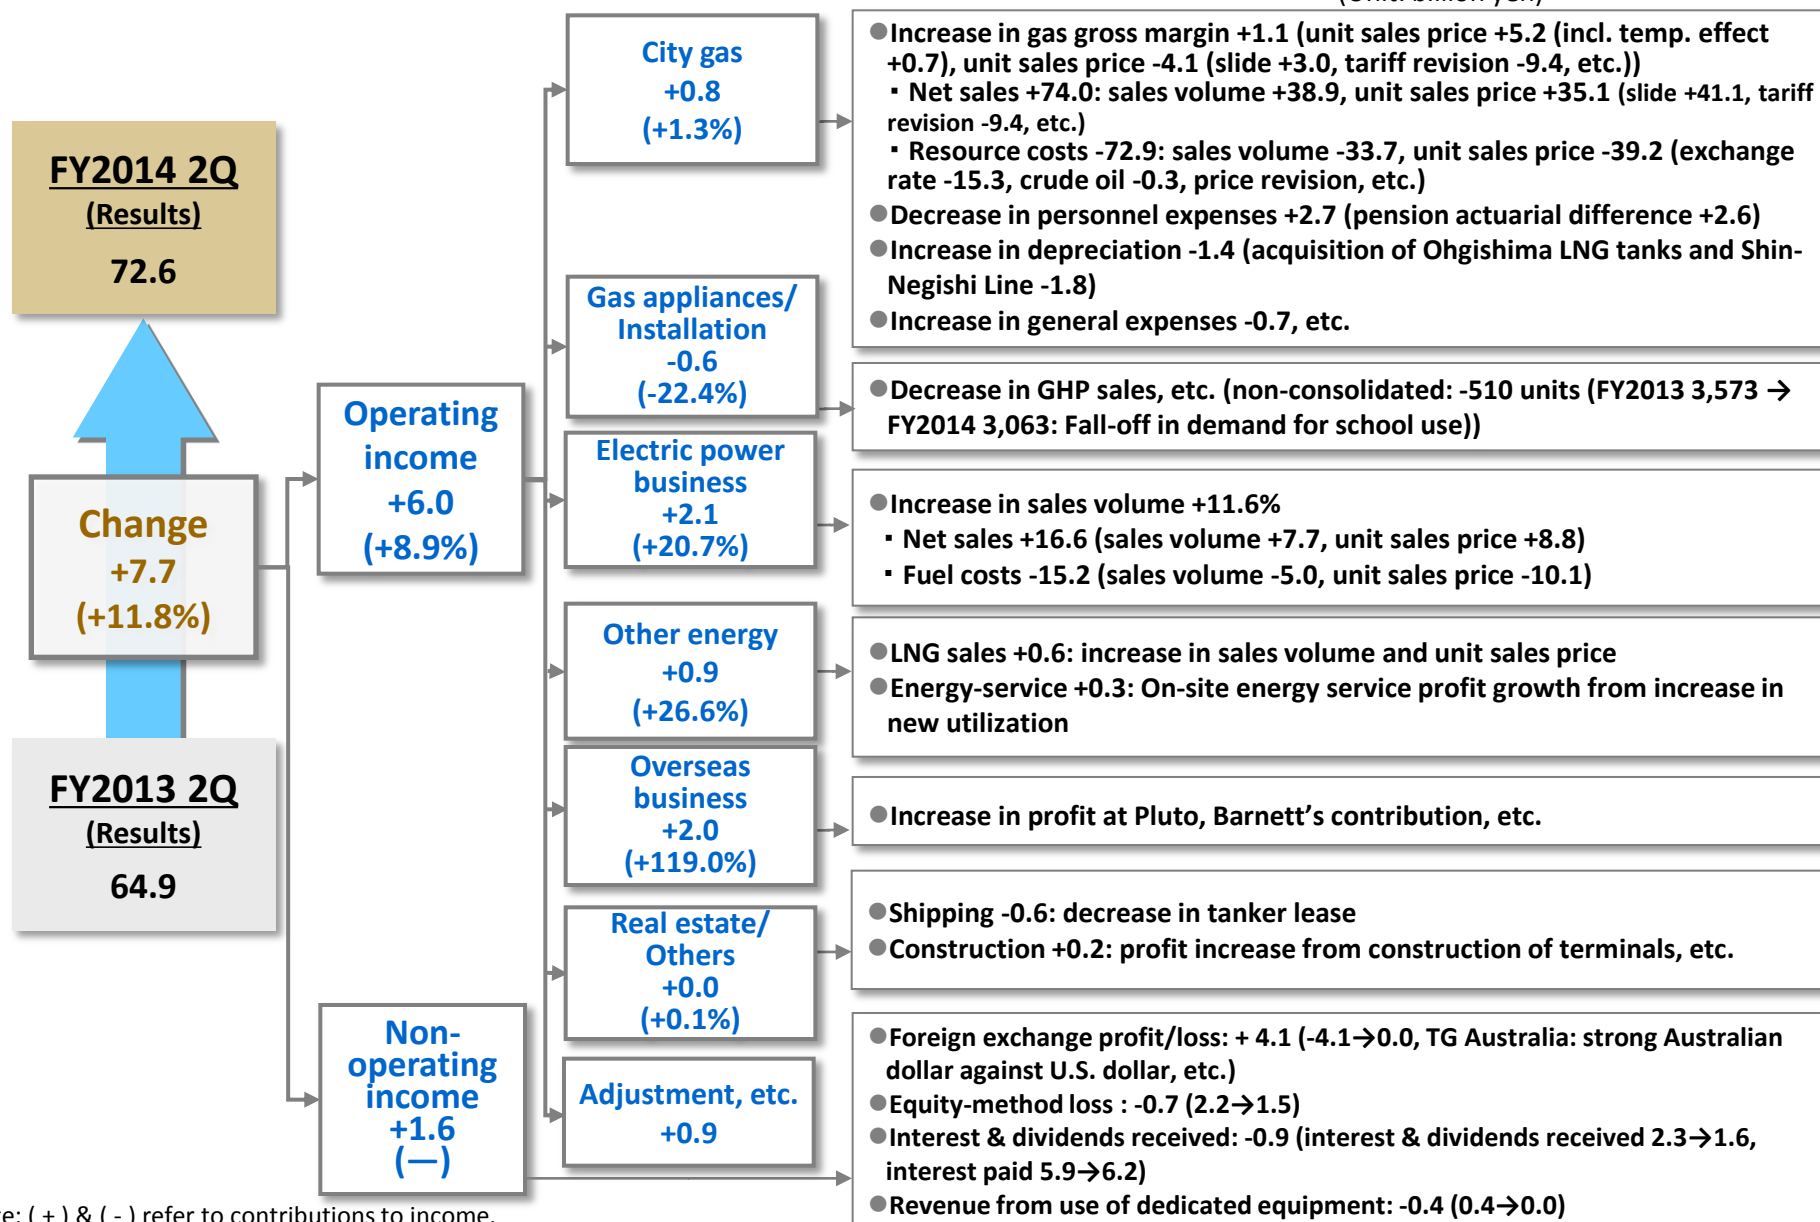 FY2014 2Q
(Results)
72.6
Change
+7.7
(+11.8%)
FY2013 2Q
(Results)
64.9
Operating
income
+6.0
(+8.9%)
Non-
operating
income
+1.6
(—)
City gas
+0.8
(+1.3%)
Gas appliances/
Installation
-0.6
(-22.4%)
Electric power
business
+2.1
(+20.7%)
Other energy
+0.9
(+26.6%)
Overseas
business
+2.0
(+119.0%)
Real estate/
Others
+0.0
(+0.1%)
Adjustment, etc.
+0.9
●Increase in gas gross margin +1.1 (unit sales price +5.2 (incl. temp. effect
+0.7), unit sales price -4.1 (slide +3.0, tariff revision -9.4, etc.))
・Net sales +74.0: sales volume +38.9, unit sales price +35.1 (slide +41.1, tariff
revision -9.4, etc.)
・Resource costs -72.9: sales volume -33.7, unit sales price -39.2 (exchange
rate -15.3, crude oil -0.3, price revision, etc.)
●Decrease in personnel expenses +2.7 (pension actuarial difference +2.6)
●Increase in depreciation -1.4 (acquisition of Ohgishima LNG tanks and Shin-
Negishi Line -1.8)
●Increase in general expenses -0.7, etc.
●Decrease in GHP sales, etc. (non-consolidated: -510 units (FY2013 3,573 →
FY2014 3,063: Fall-off in demand for school use))
●Increase in sales volume +11.6%
・Net sales +16.6 (sales volume +7.7, unit sales price +8.8)
・Fuel costs -15.2 (sales volume -5.0, unit sales price -10.1)
●LNG sales +0.6: increase in sales volume and unit sales price
●Energy-service +0.3: On-site energy service profit growth from increase in
new utilization
●Increase in profit at Pluto, Barnett’s contribution, etc.
●Shipping -0.6: decrease in tanker lease
●Construction +0.2: profit increase from construction of terminals, etc.
●Foreign exchange profit/loss: + 4.1 (-4.1→0.0, TG Australia: strong Australian
dollar against U.S. dollar, etc.)
●Equity-method loss : -0.7 (2.2→1.5)
●Interest & dividends received: -0.9 (interest & dividends received 2.3→1.6,
interest paid 5.9→6.2)
●Revenue from use of dedicated equipment: -0.4 (0.4→0.0)
( + ) & ( - ) refer to contributions to income.